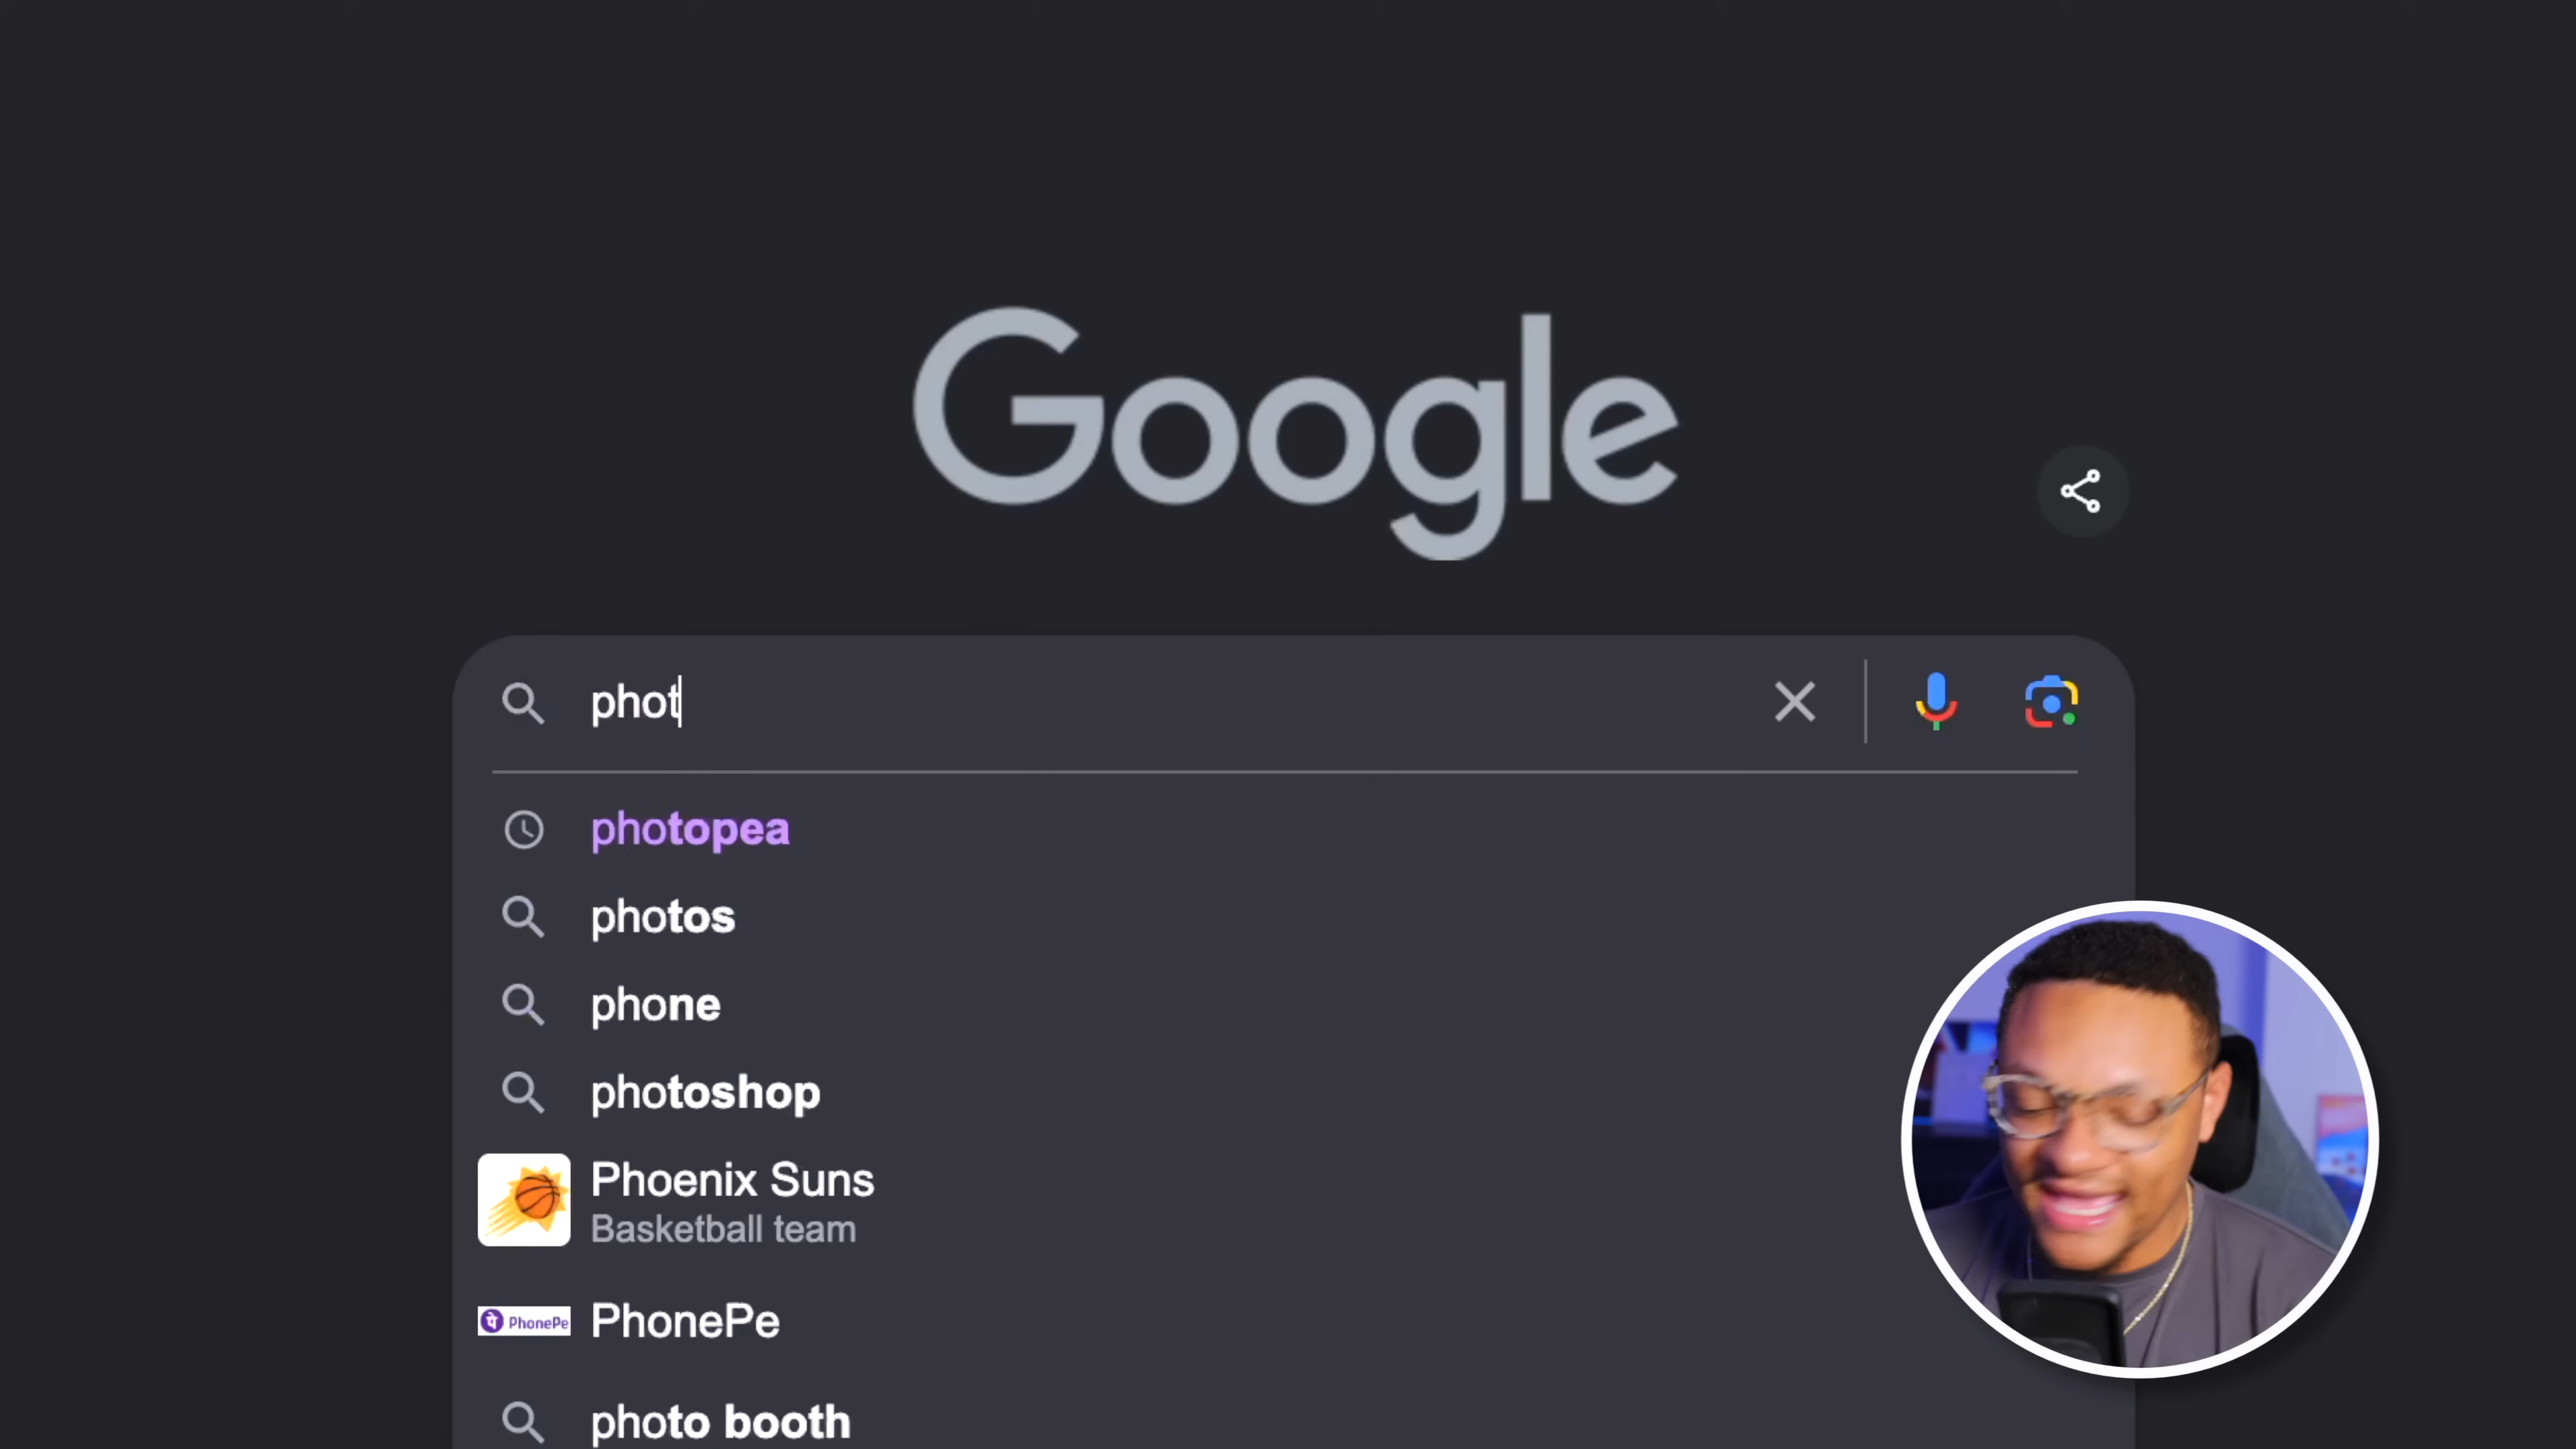 Google
phot
photopea
photos
phone
photoshop
Phoenix Suns
Basketball team
पे PhonePe
PhonePe
photo booth